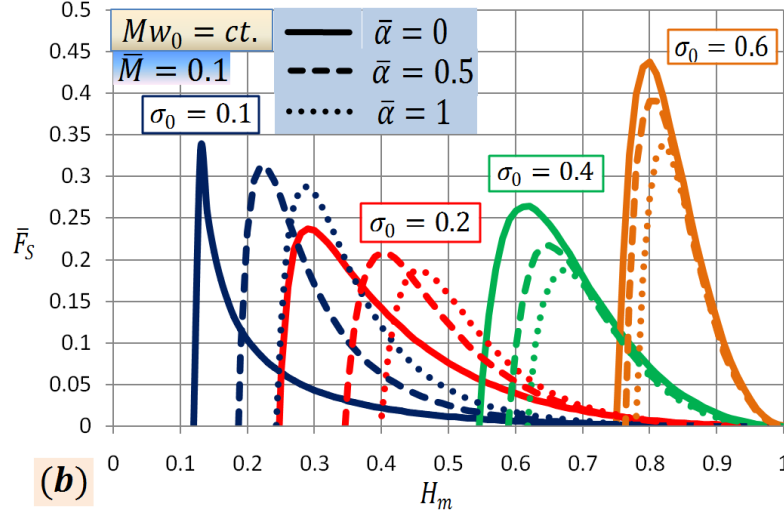 0.5
0.45
0.4
0.35
0.3
0.25
0.2
0.15
0.1
0.05
0
F̄_S
Mw₀ = ct.
M̄ = 0.1
ᾱ = 0
ᾱ = 0.5
ᾱ = 1
σ₀ = 0.1
σ₀ = 0.2
σ₀ = 0.4
σ₀ = 0.6
0 0.1 0.2 0.3 0.4 0.5 0.6 0.7 0.8 0.9 1
(b)
H_m